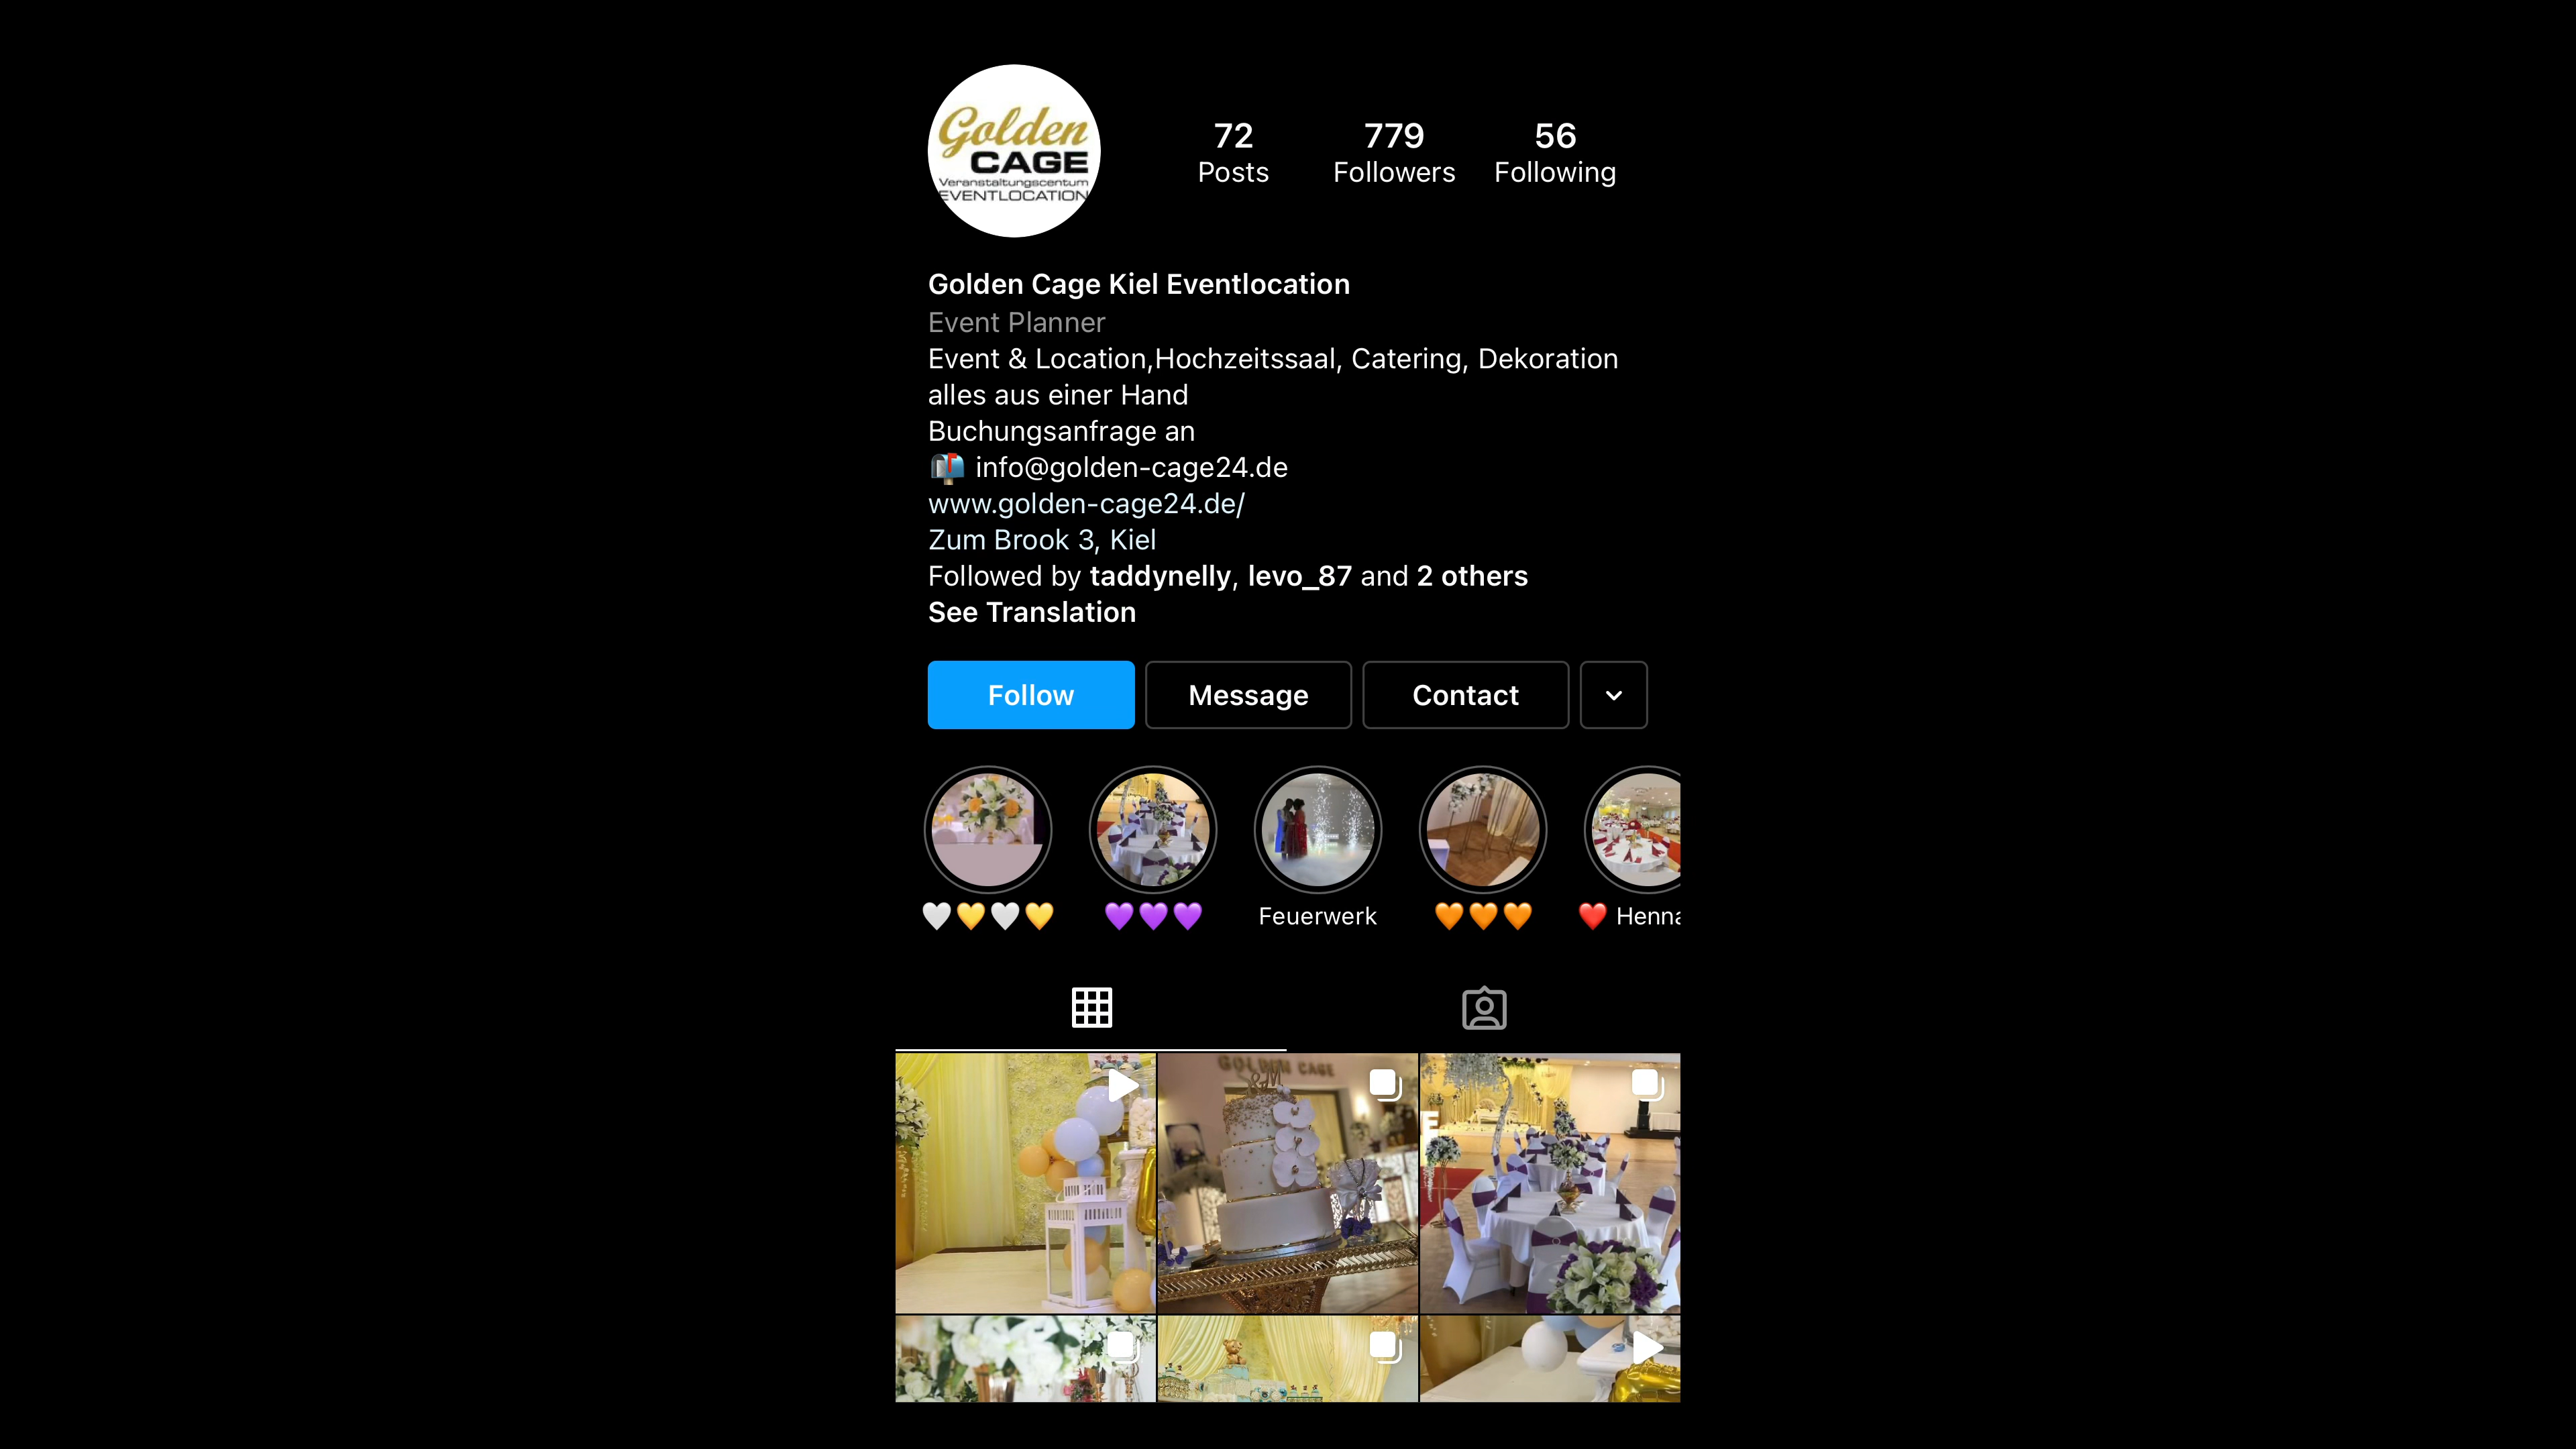 Golden
CAGE
Veranstaltungscentum
EVENTLOCATION
72
Posts
779
Followers
56
Following
Golden Cage Kiel Eventlocation
Event Planner
Event & Location,Hochzeitssaal, Catering, Dekoration
alles aus einer Hand
Buchungsanfrage an
📬 info@golden-cage24.de
www.golden-cage24.de/
Zum Brook 3, Kiel
Followed by taddynelly, levo_87 and 2 others
See Translation
Follow
Message
Contact
🤍💛🤍💛
💜💜💜
Feuerwerk
🧡🧡🧡
❤️ Henna
GOLDEN CAGE
&M
E